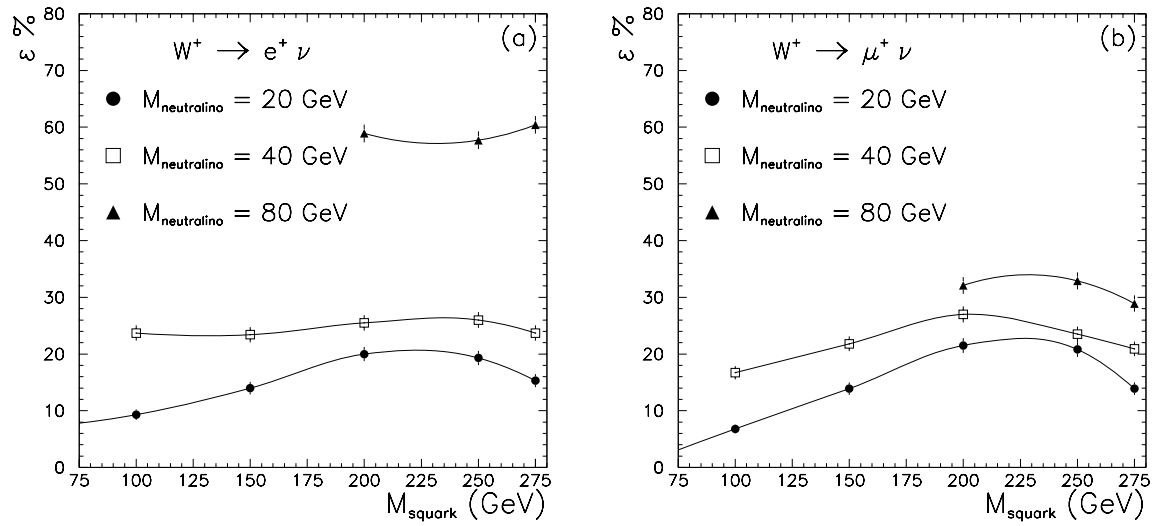 ε %
80
70
60
50
40
30
20
10
0
(a)
W⁺ → e⁺ ν
● M_neutralino = 20 GeV
□ M_neutralino = 40 GeV
▲ M_neutralino = 80 GeV
75 100 125 150 175 200 225 250 275
M_squark (GeV)
ε %
80
70
60
50
40
30
20
10
0
(b)
W⁺ → μ⁺ ν
● M_neutralino = 20 GeV
□ M_neutralino = 40 GeV
▲ M_neutralino = 80 GeV
75 100 125 150 175 200 225 250 275
M_squark (GeV)